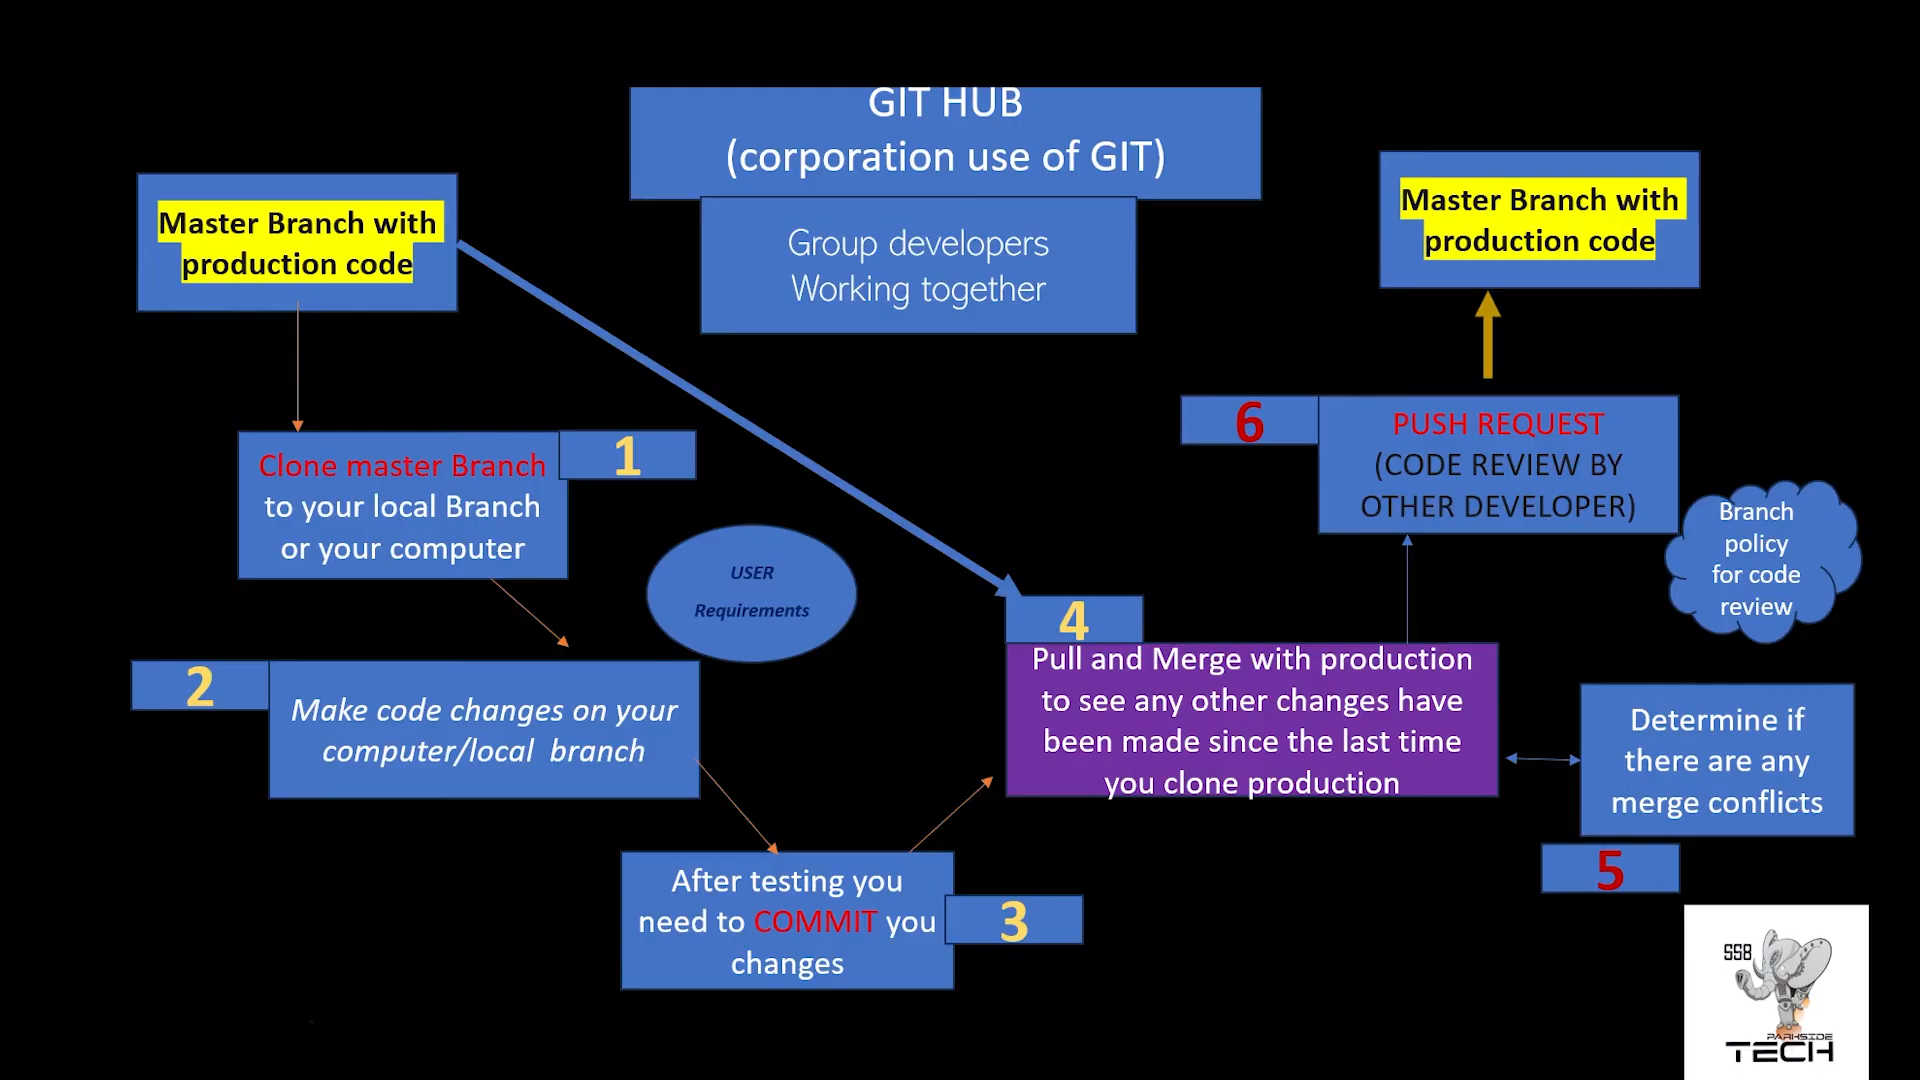 GIT HUB
(corporation use of GIT)
Group developers
Working together
Master Branch with
production code
Master Branch with
production code
1
Clone master Branch
to your local Branch
or your computer
USER
Requirements
2
Make code changes on your
computer/local branch
After testing you
need to COMMIT you
changes
3
4
Pull and Merge with production
to see any other changes have
been made since the last time
you clone production
Determine if
there are any
merge conflicts
5
6
PUSH REQUEST
(CODE REVIEW BY
OTHER DEVELOPER)
Branch
policy
for code
review
SSB
PARKSIDE
TECH